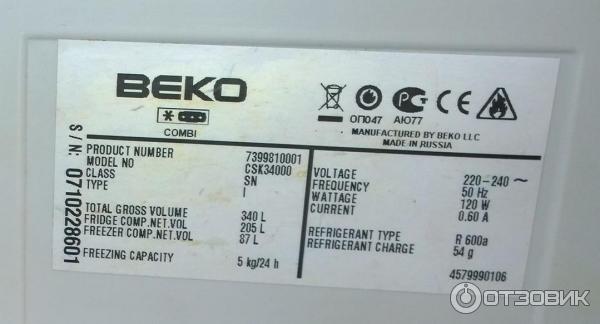 BEKO
COMBI
ОП047 АЮ77
MANUFACTURED BY BEKO LLC
MADE IN RUSSIA
S / N: 0710228601
PRODUCT NUMBER 7399810001
MODEL NO CSK34000
CLASS SN
TYPE I
TOTAL GROSS VOLUME 340 L
FRIDGE COMP.NET.VOL 205 L
FREEZER COMP.NET.VOL 87 L
FREEZING CAPACITY 5 kg/24 h
VOLTAGE 220-240 ~
FREQUENCY 50 Hz
WATTAGE 120 W
CURRENT 0.60 A
REFRIGERANT TYPE R 600a
REFRIGERANT CHARGE 54 g
4579990106
ОТЗОВИК